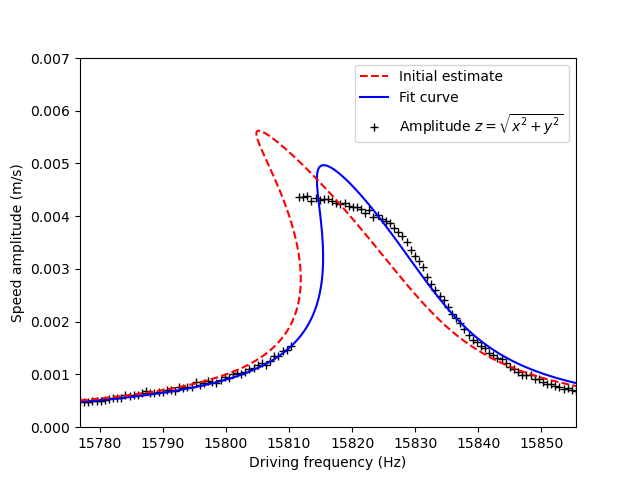 0.007
0.006
0.005
0.004
0.003
0.002
0.001
0.000
Speed amplitude (m/s)
Initial estimate
Fit curve
Amplitude z = √x² + y²
15780 15790 15800 15810 15820 15830 15840 15850
Driving frequency (Hz)